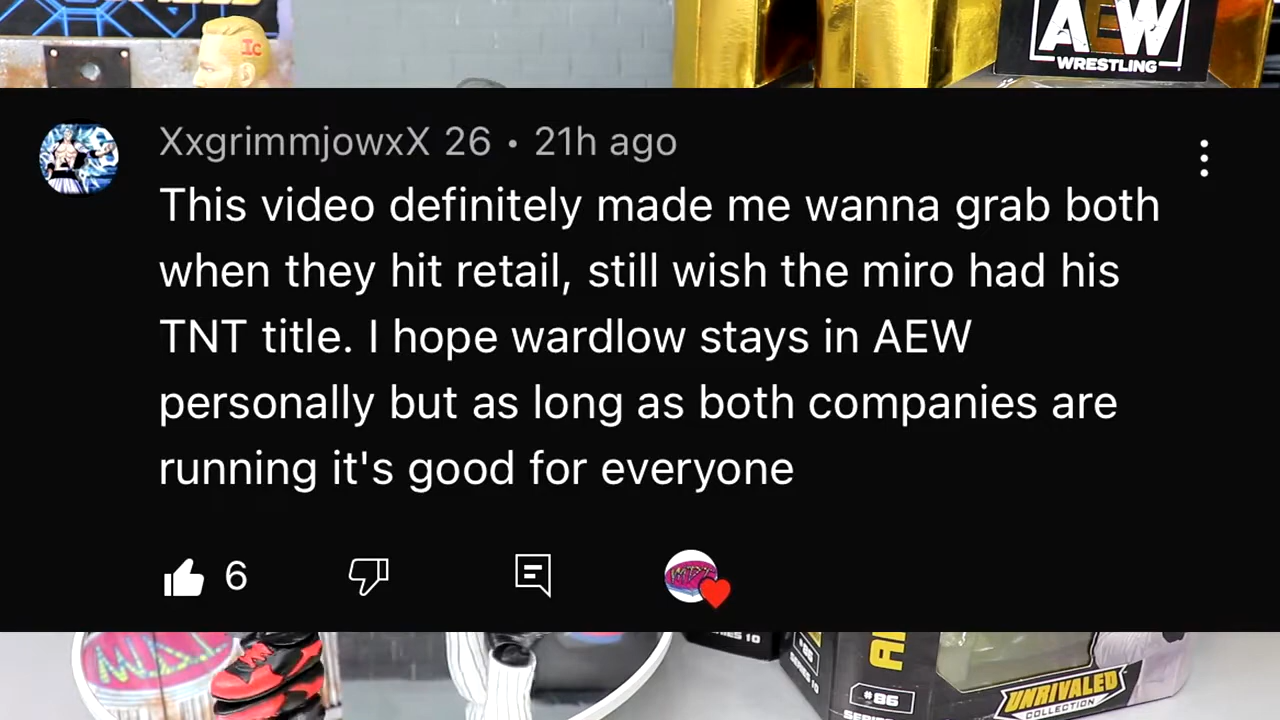 Ic
AEW
WRESTLING
XxgrimmjowxX 26 • 21h ago
This video definitely made me wanna grab both
when they hit retail, still wish the miro had his
TNT title. I hope wardlow stays in AEW
personally but as long as both companies are
running it's good for everyone
6
#86
UNRIVALED
COLLECTION